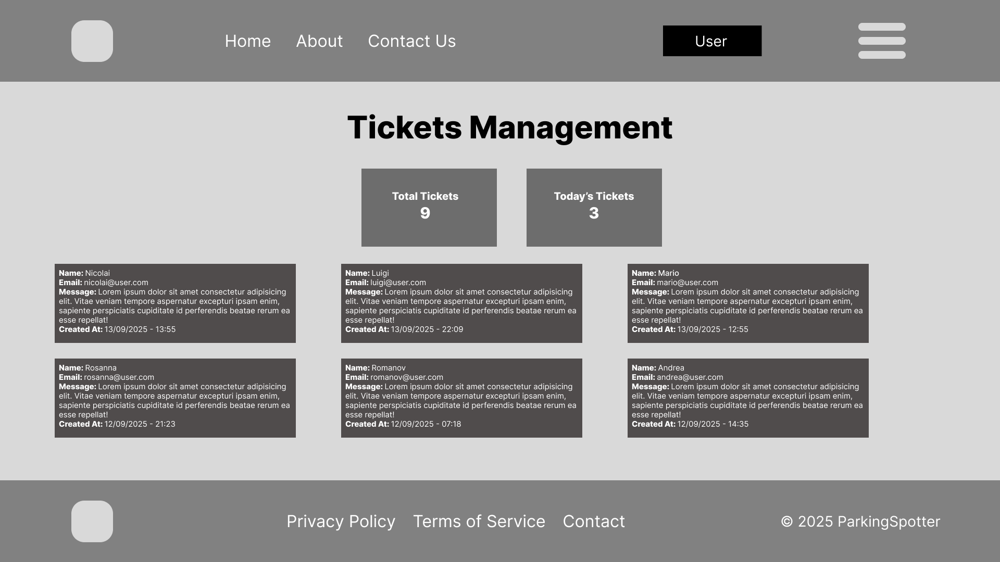 Home About Contact Us User
Tickets Management
Total Tickets
9
Today’s Tickets
3
Name: Nicolai
Email: nicolai@user.com
Message: Lorem ipsum dolor sit amet consectetur adipisicing
elit. Vitae veniam tempore aspernatur excepturi ipsam enim,
sapiente perspiciatis cupiditate id perferendis beatae rerum ea
esse repellat!
Created At: 13/09/2025 - 13:55
Name: Luigi
Email: luigi@user.com
Message: Lorem ipsum dolor sit amet consectetur adipisicing
elit. Vitae veniam tempore aspernatur excepturi ipsam enim,
sapiente perspiciatis cupiditate id perferendis beatae rerum ea
esse repellat!
Created At: 13/09/2025 - 22:09
Name: Mario
Email: mario@user.com
Message: Lorem ipsum dolor sit amet consectetur adipisicing
elit. Vitae veniam tempore aspernatur excepturi ipsam enim,
sapiente perspiciatis cupiditate id perferendis beatae rerum ea
esse repellat!
Created At: 13/09/2025 - 12:55
Name: Rosanna
Email: rosanna@user.com
Message: Lorem ipsum dolor sit amet consectetur adipisicing
elit. Vitae veniam tempore aspernatur excepturi ipsam enim,
sapiente perspiciatis cupiditate id perferendis beatae rerum ea
esse repellat!
Created At: 12/09/2025 - 21:23
Name: Romanov
Email: romanov@user.com
Message: Lorem ipsum dolor sit amet consectetur adipisicing
elit. Vitae veniam tempore aspernatur excepturi ipsam enim,
sapiente perspiciatis cupiditate id perferendis beatae rerum ea
esse repellat!
Created At: 12/09/2025 - 07:18
Name: Andrea
Email: andrea@user.com
Message: Lorem ipsum dolor sit amet consectetur adipisicing
elit. Vitae veniam tempore aspernatur excepturi ipsam enim,
sapiente perspiciatis cupiditate id perferendis beatae rerum ea
esse repellat!
Created At: 12/09/2025 - 14:35
Privacy Policy Terms of Service Contact © 2025 ParkingSpotter